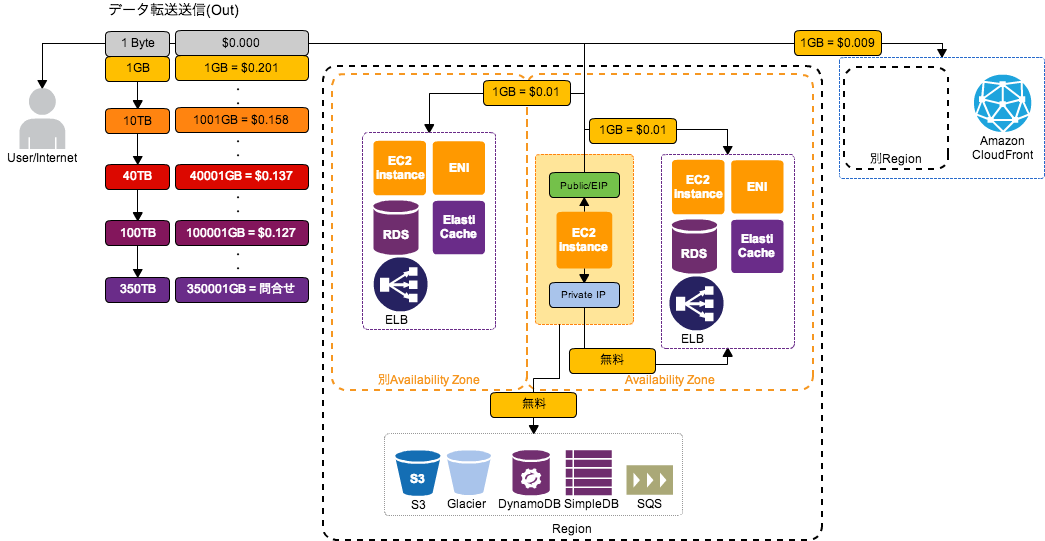 データ転送送信(Out)
1 Byte
$0.000
1GB
1GB = $0.201
10TB
1001GB = $0.158
40TB
40001GB = $0.137
100TB
100001GB = $0.127
350TB
350001GB = 問合せ
User/Internet
1GB = $0.009
別Region
Amazon
CloudFront
1GB = $0.01
1GB = $0.01
EC2
Instance
ENI
RDS
Elasti
Cache
ELB
Public/EIP
EC2
Instance
Private IP
EC2
Instance
ENI
RDS
Elasti
Cache
ELB
無料
別Availability Zone
Availability Zone
無料
S3
S3
Glacier
DynamoDB
SimpleDB
SQS
Region